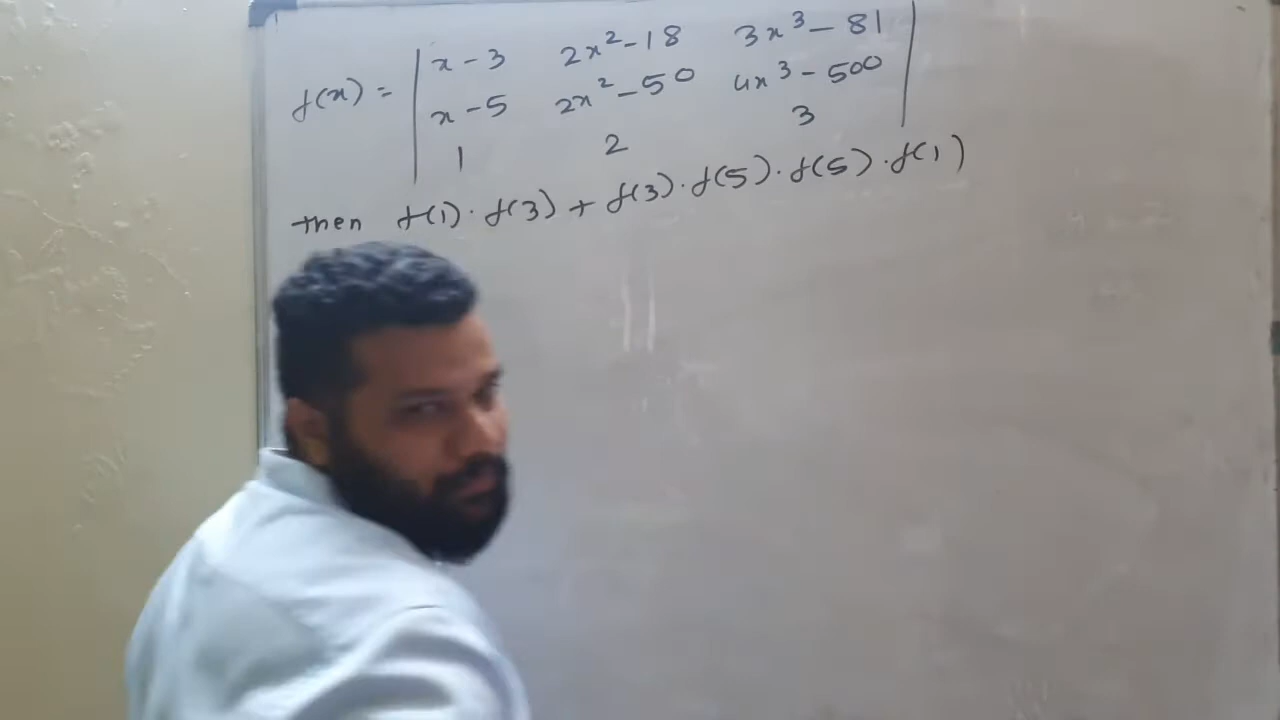 f(x) = | x-3 2x²-18 3x³-81 |
| x-5 2x²-50 4x³-500 |
| 1 2 3 |
then f(1)·f(3) + f(3)·f(5)·f(5)·f(1)